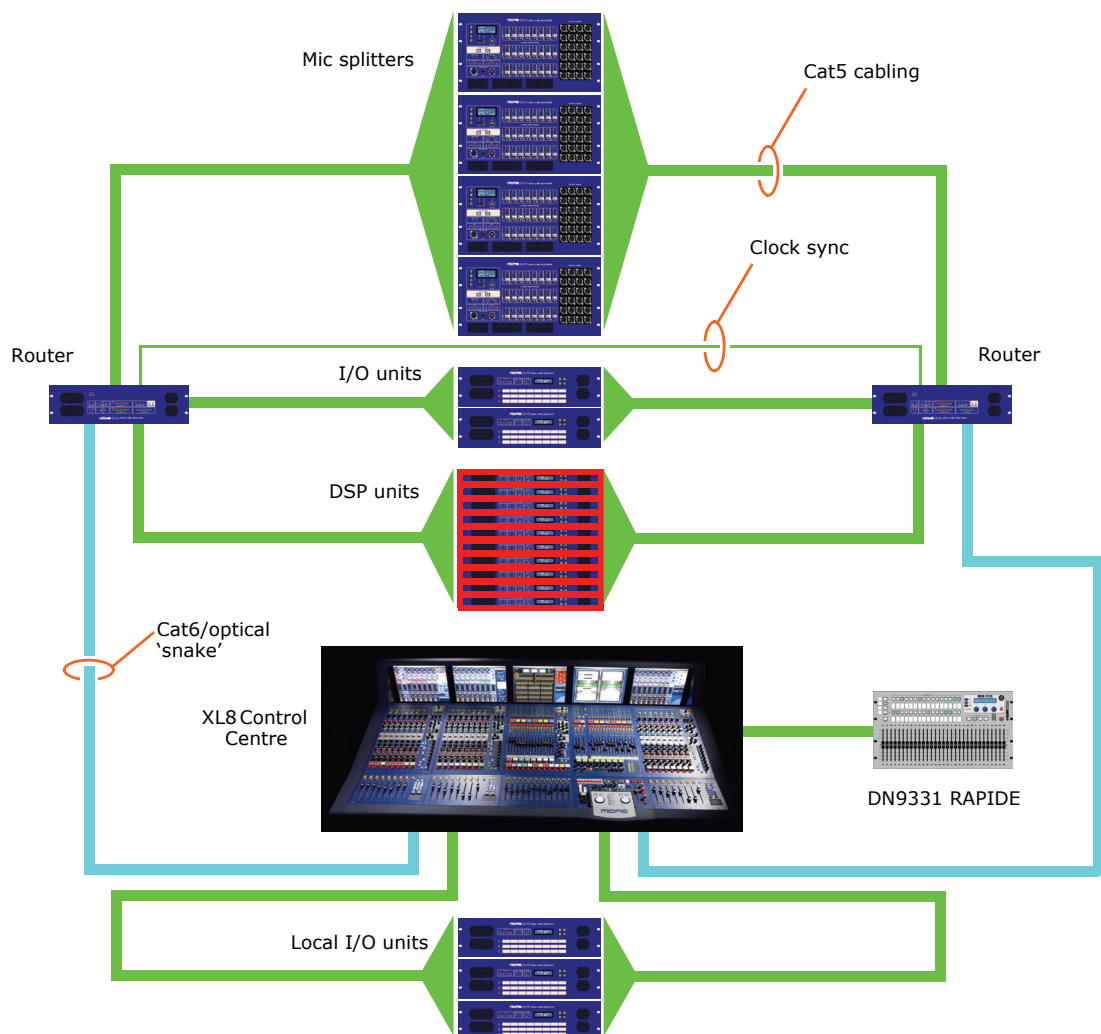 Mic splitters
Cat5 cabling
Clock sync
Router
I/O units
Router
DSP units
Cat6/optical
‘snake’
XL8 Control
Centre
MIDAS
DN9331 RAPIDE
Local I/O units